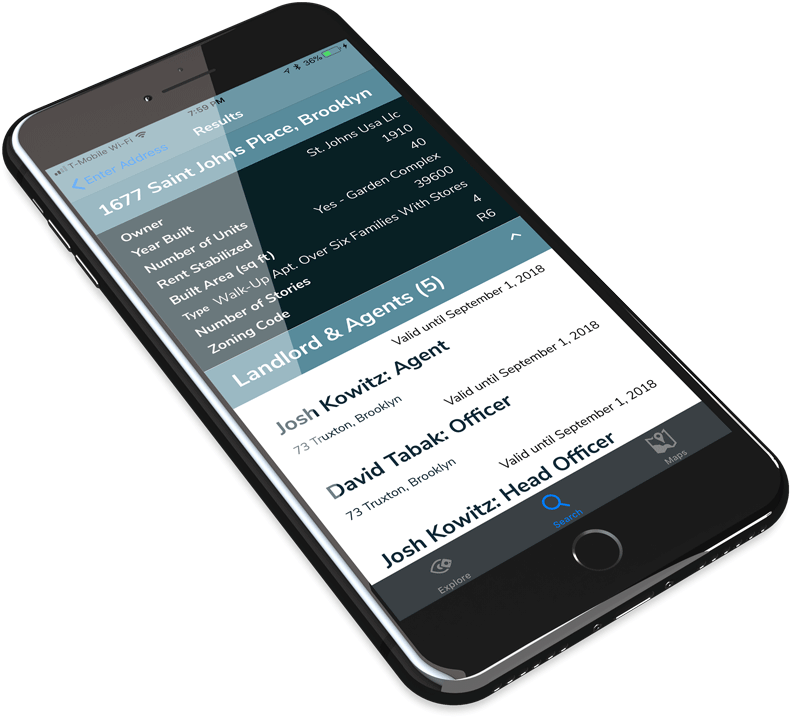 T-Mobile Wi-Fi 7:59 PM 36%
Enter Address Results
1677 Saint Johns Place, Brooklyn
Owner St. Johns Usa Llc
Year Built 1910
Number of Units 40
Rent Stabilized Yes - Garden Complex
Built Area (sq ft) 39600
Type Walk-Up Apt. Over Six Families With Stores
Number of Stories 4
Zoning Code R6
Landlord & Agents (5)
Valid until September 1, 2018
Josh Kowitz: Agent
73 Truxton, Brooklyn
Valid until September 1, 2018
David Tabak: Officer
73 Truxton, Brooklyn
Valid until September 1, 2018
Josh Kowitz: Head Officer
Explore Search Maps